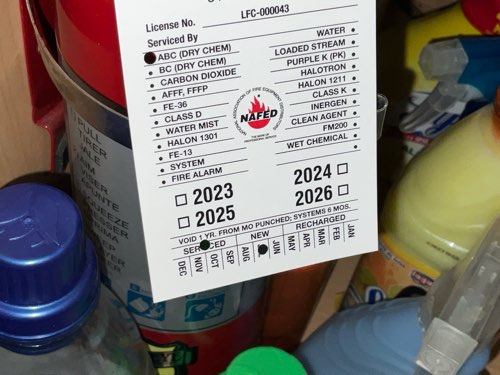 License No. LFC-000043
Serviced By
ABC (DRY CHEM)
BC (DRY CHEM)
CARBON DIOXIDE
AFFF, FFFP
FE-36
CLASS D
WATER MIST
HALON 1301
FE-13
SYSTEM
FIRE ALARM
WATER
LOADED STREAM
PURPLE K (PK)
HALOTRON
HALON 1211
CLASS K
INERGEN
CLEAN AGENT
FM200
WET CHEMICAL
NAFED
2023 2024
2025 2026
VOID 1 YR. FROM MO PUNCHED; SYSTEMS 6 MOS.
SERVICED NEW RECHARGED
DEC NOV OCT SEP AUG JUN MAY APR MAR FEB JAN
PULL